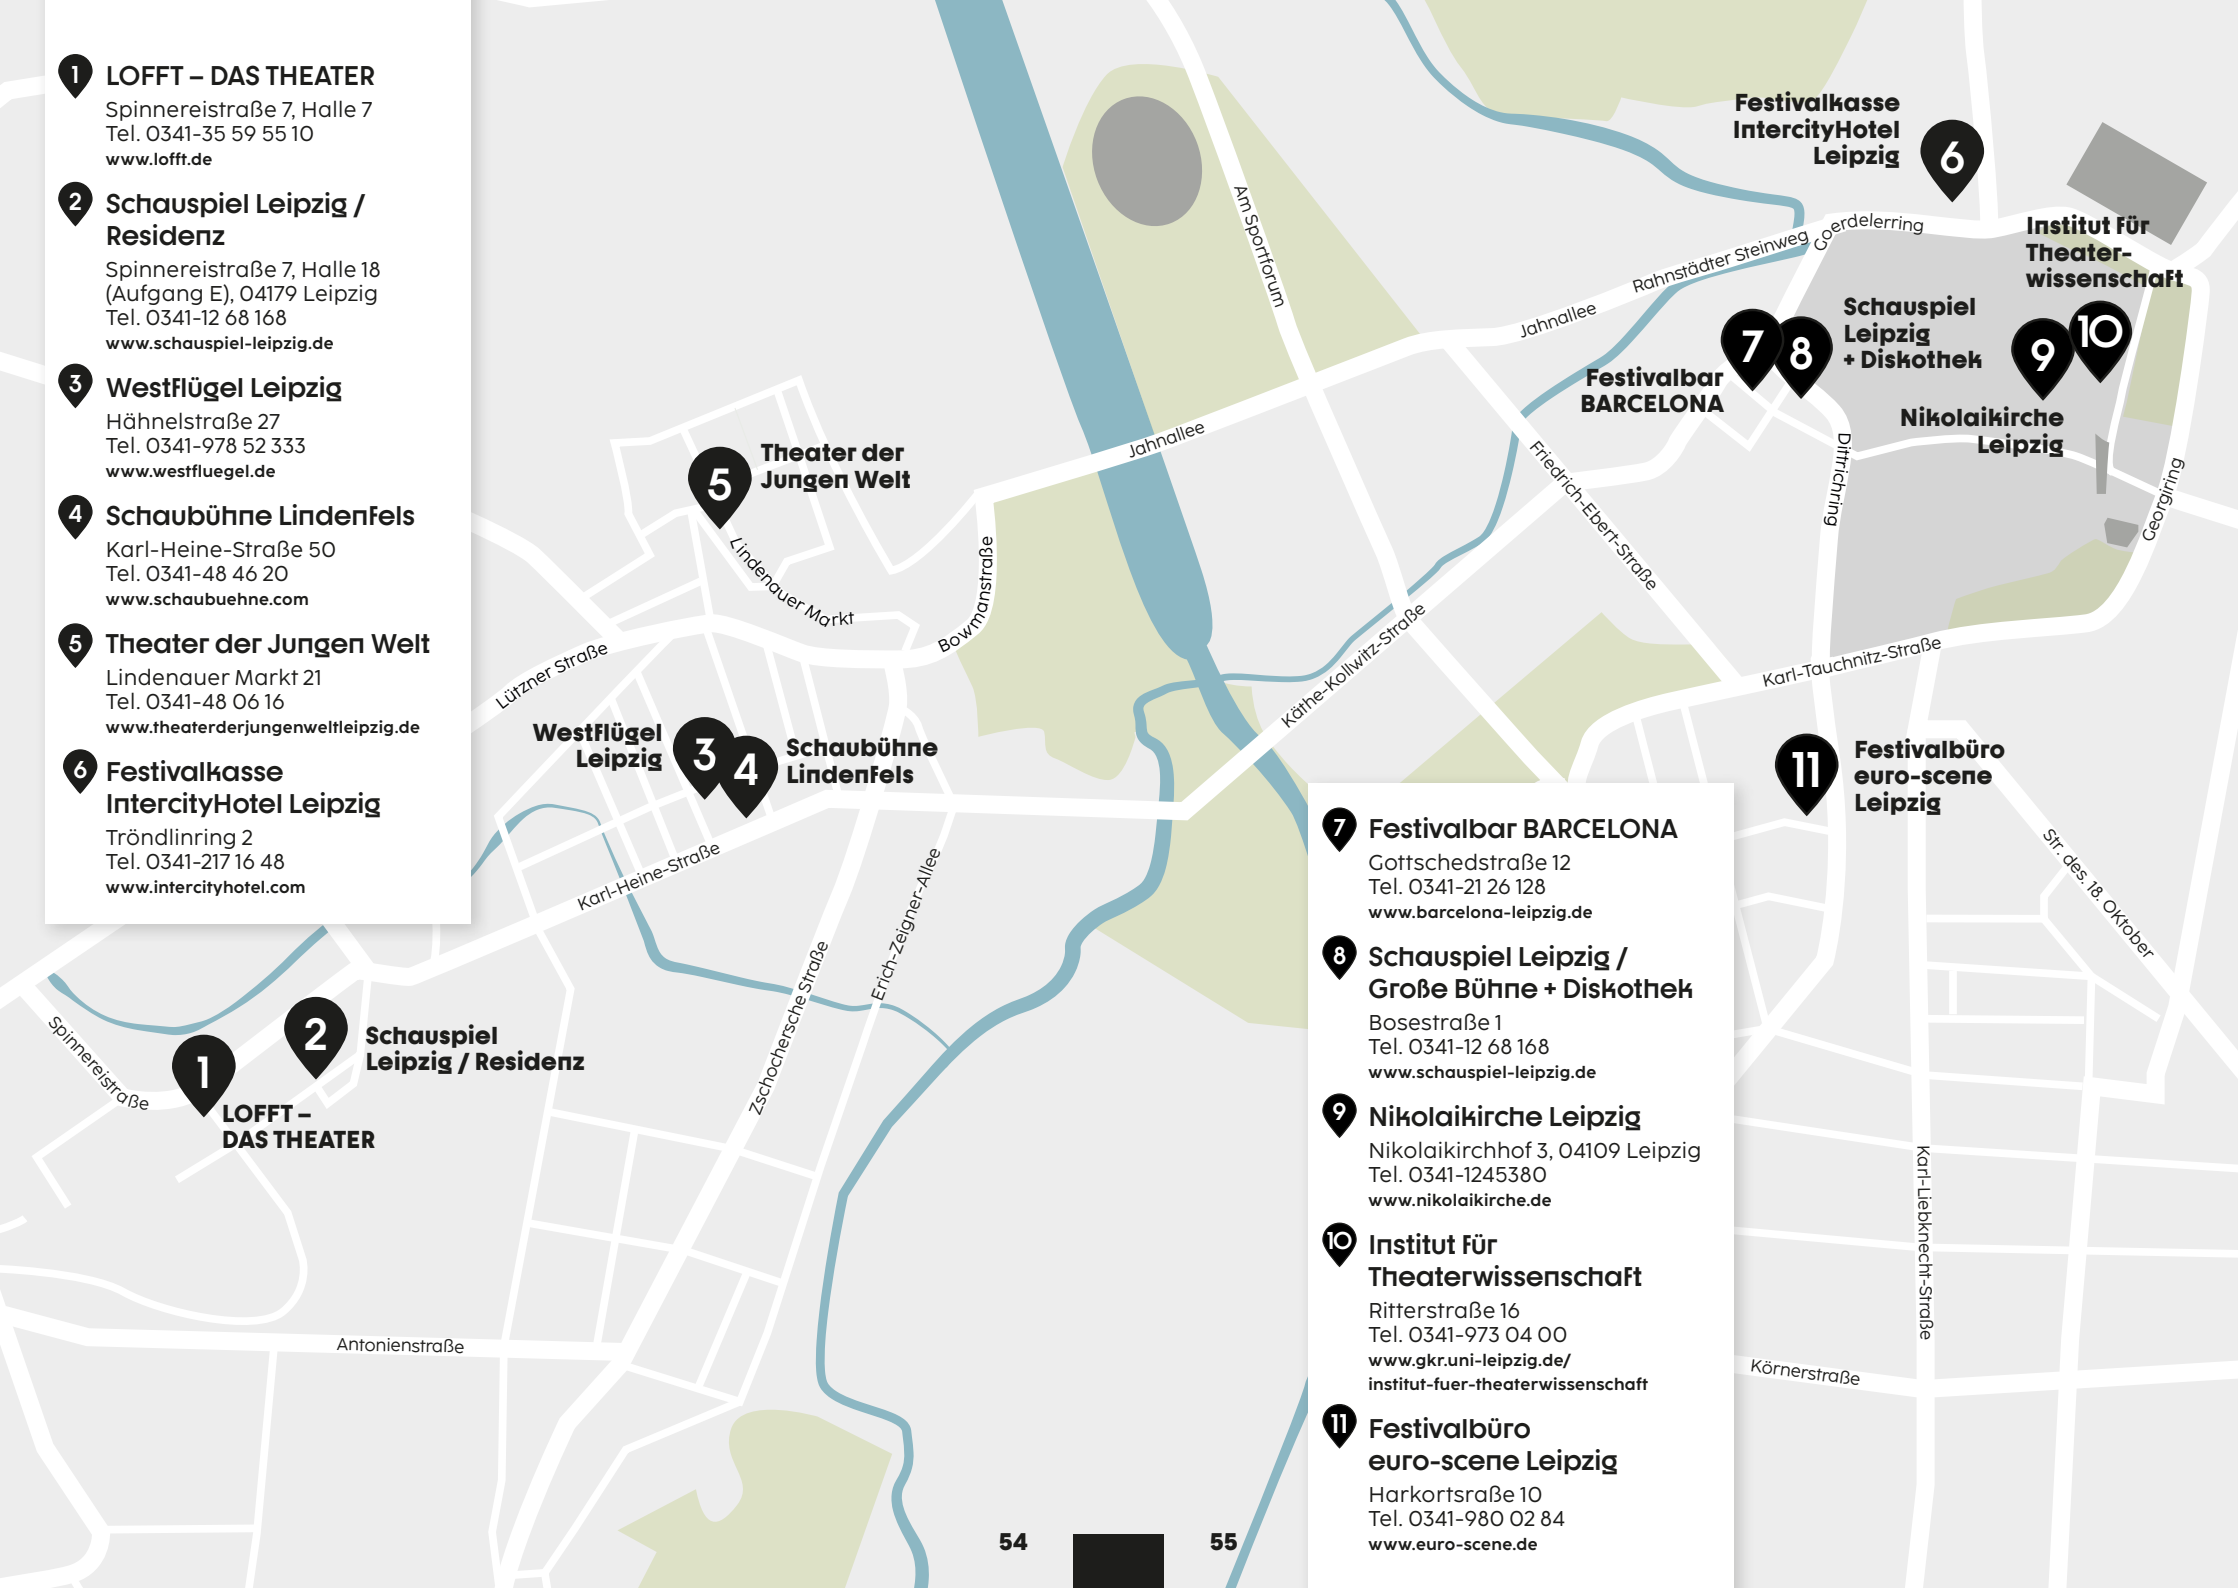 1
LOFFT – DAS THEATER
Spinnereistraße 7, Halle 7
Tel. 0341-35 59 55 10
www.lofft.de
2
Schauspiel Leipzig /
Residenz
Spinnereistraße 7, Halle 18
(Aufgang E), 04179 Leipzig
Tel. 0341-12 68 168
www.schauspiel-leipzig.de
3
Westflügel Leipzig
Hähnelstraße 27
Tel. 0341-978 52 333
www.westfluegel.de
4
Schaubühne Lindenfels
Karl-Heine-Straße 50
Tel. 0341-48 46 20
www.schaubuehne.com
5
Theater der Jungen Welt
Lindenauer Markt 21
Tel. 0341-48 06 16
www.theaterderjungenweltleipzig.de
6
Festivalkasse
IntercityHotel Leipzig
Tröndlinring 2
Tel. 0341-217 16 48
www.intercityhotel.com
7
Festivalbar BARCELONA
Gottschedstraße 12
Tel. 0341-21 26 128
www.barcelona-leipzig.de
8
Schauspiel Leipzig /
Große Bühne + Diskothek
Bosestraße 1
Tel. 0341-12 68 168
www.schauspiel-leipzig.de
9
Nikolaikirche Leipzig
Nikolaikirchhof 3, 04109 Leipzig
Tel. 0341-1245380
www.nikolaikirche.de
10
Institut für
Theaterwissenschaft
Ritterstraße 16
Tel. 0341-973 04 00
www.gkr.uni-leipzig.de/
institut-fuer-theaterwissenschaft
11
Festivalbüro
euro-scene Leipzig
Harkortsraße 10
Tel. 0341-980 02 84
www.euro-scene.de
Festivalkasse
IntercityHotel
Leipzig
6
Institut für
Theater-
wissenschaft
10
9
Nikolaikirche
Leipzig
Schauspiel
Leipzig
+ Diskothek
8
7
Festivalbar
BARCELONA
5
Theater der
Jungen Welt
Westflügel
Leipzig
3
4
Schaubühne
Lindenfels
11
Festivalbüro
euro-scene
Leipzig
2
Schauspiel
Leipzig / Residenz
1
LOFFT –
DAS THEATER
Am Sportforum
Goerdelerring
Rahnstädter Steinweg
Jahnallee
Jahnallee
Friedrich-Ebert-Straße
Dittrichring
Georgiring
Lindenauer Markt
Bowmanstraße
Lützner Straße
Käthe-Kollwitz-Straße
Karl-Tauchnitz-Straße
Karl-Heine-Straße
Erich-Zeigner-Allee
Zschochersche Straße
Spinnereistraße
Str. des. 18. OKtober
Karl-Liebknecht-Straße
Antonienstraße
Körnerstraße
54
55